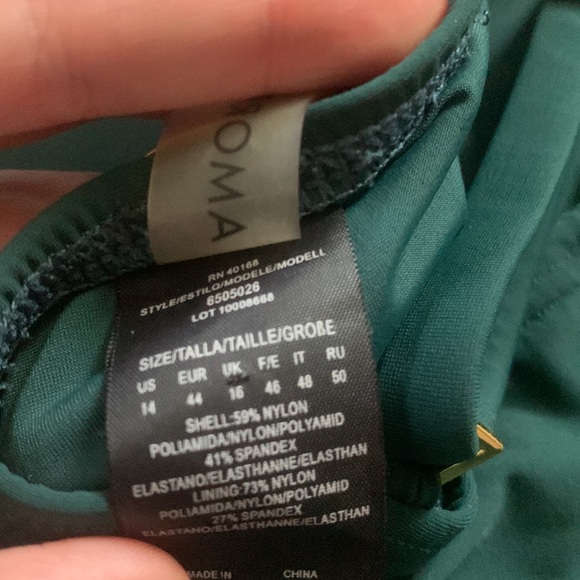 OMA
RN 40168
STYLE/ESTILO/MODELE/MODELL
6505026
LOT 10008668
SIZE/TALLA/TAILLE/GRÖBE
US EUR UK F/E IT RU
14 44 16 46 48 50
SHELL:59% NYLON
POLIAMIDA/NYLON/POLYAMID
41% SPANDEX
ELASTANO/ELASTHANNE/ELASTHAN
LINING:73% NYLON
POLIAMIDA/NYLON/POLYAMID
27% SPANDEX
ELASTANO/ELASTHANNE/ELASTHAN
MADE IN CHINA